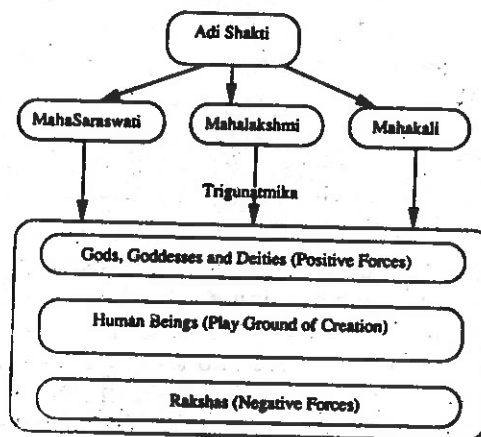 Adi Shakti
MahaSaraswati
Mahalakshmi
Mahakali
Trigunatmika
Gods, Goddesses and Deities (Positive Forces)
Human Beings (Play Ground of Creation)
Rakshas (Negative Forces)